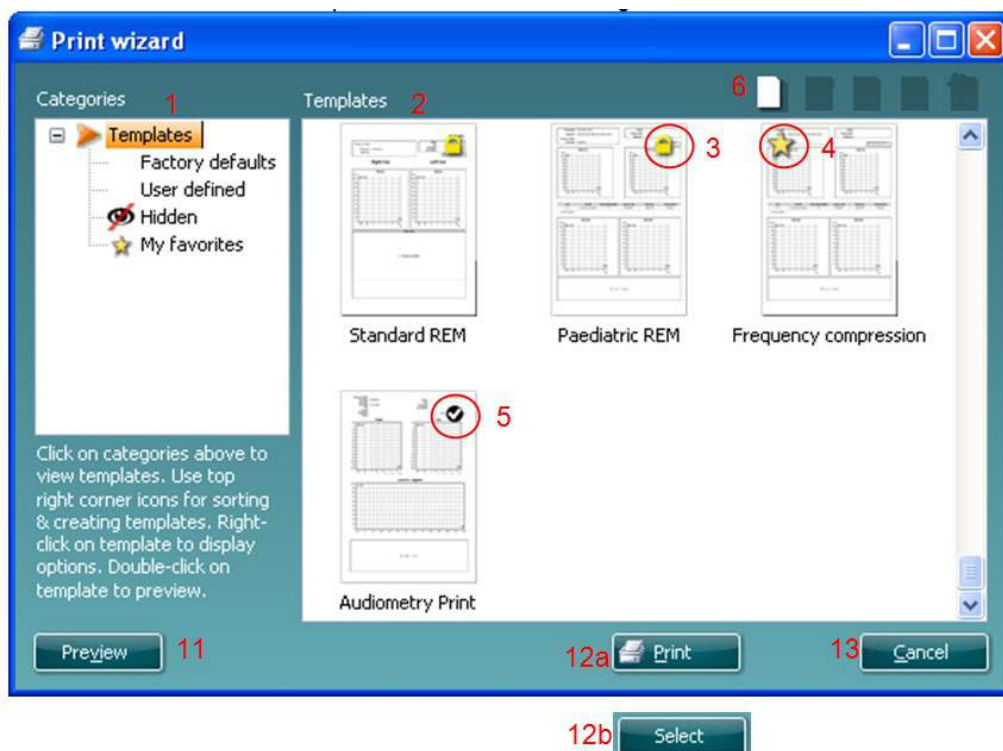 Print wizard
Categories 1
Templates 2
6
Templates
Factory defaults
User defined
Hidden
My favorites
3
4
Standard REM
Paediatric REM
Frequency compression
5
Audiometry Print
Click on categories above to
view templates. Use top
right corner icons for sorting
& creating templates. Right-
click on template to display
options. Double-click on
template to preview.
Preview 11
12a Print
13 Cancel
12b Select